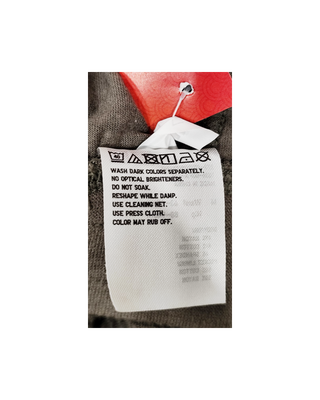 40
WASH DARK COLORS SEPARATELY.
NO OPTICAL BRIGHTENERS.
DO NOT SOAK.
RESHAPE WHILE DAMP.
USE CLEANING NET.
USE PRESS CLOTH.
COLOR MAY RUB OFF.